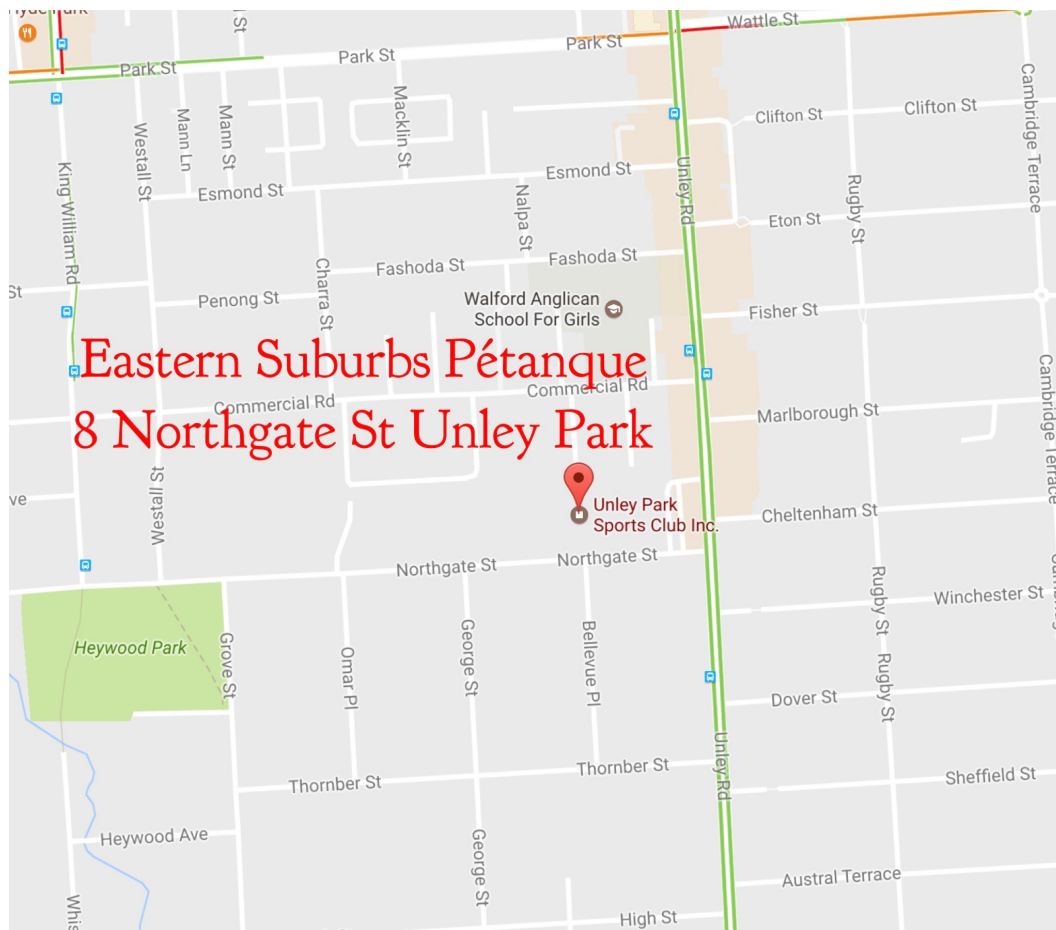 Hyde Park
Wattle St
Park St
Park St
Park St
Clifton St
Clifton St
Mann Ln
Mann St
Macklin St
Westall St
King William Rd
Unley Rd
Cambridge Terrace
Esmond St
Esmond St
Nalpa St
Rugby St
Eton St
Charra St
Fashoda St
Fashoda St
St
Penong St
Walford Anglican
School For Girls
Fisher St
Eastern Suburbs Pétanque
8 Northgate St Unley Park
Commercial Rd
Commercial Rd
Marlborough St
Cambridge Terrace
Westall St
Unley Park
Sports Club Inc.
Cheltenham St
Northgate St
Northgate St
Winchester St
Rugby St
Heywood Park
Grove St
Omar Pl
George St
Bellevue Pl
Rugby St
Dover St
Unley Rd
Thornber St
Thornber St
Sheffield St
Heywood Ave
George St
Austral Terrace
High St